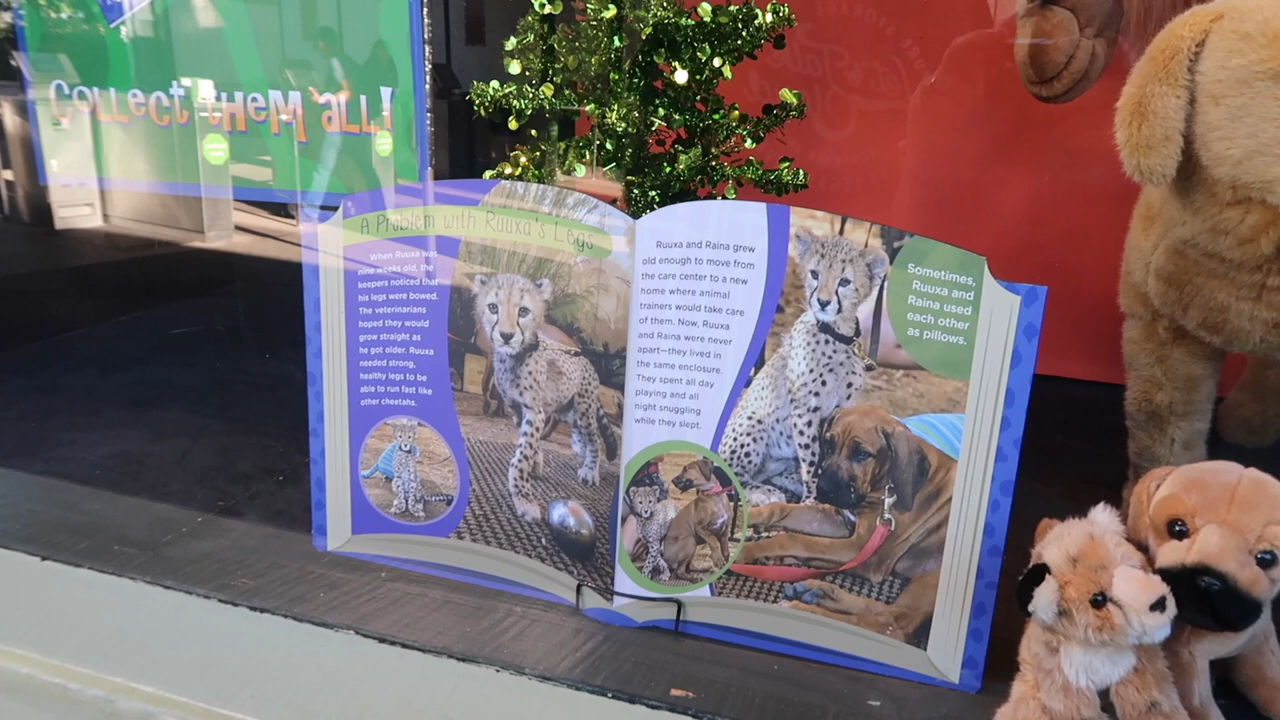 COLLECT THEM ALL!
A Problem with Ruuxa's Legs
When Ruuxa was
nine weeks old, the
keepers noticed that
his legs were bowed.
The veterinarians
hoped they would
grow straight as
he got older. Ruuxa
needed strong,
healthy legs to be
able to run fast like
other cheetahs.
Ruuxa and Raina grew
old enough to move from
the care center to a new
home where animal
trainers would take care
of them. Now, Ruuxa
and Raina were never
apart—they lived in
the same enclosure.
They spent all day
playing and all
night snuggling
while they slept.
Sometimes,
Ruuxa and
Raina used
each other
as pillows.